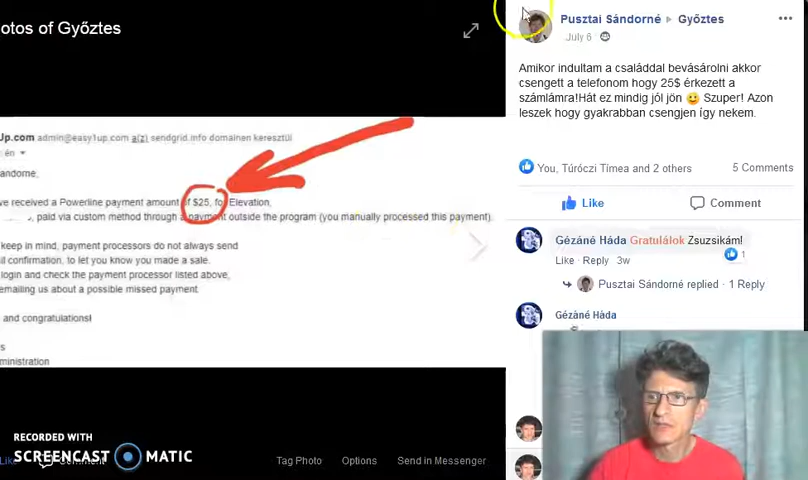 otos of Győztes
Up.com admin@easy1up.com a(z) sendgrid.info domainen keresztül
én
andorne,
ve received a Powerline payment amount of $25, for Elevation,
paid via custom method through a payment outside the program (you manually processed this payment).
keep in mind, payment processors do not always send
il confirmation, to let you know you made a sale.
login and check the payment processor listed above,
emailing us about a possible missed payment
and congratulations!
s
ministration
RECORDED WITH
SCREENCAST MATIC
Like Comment
Tag Photo Options Send in Messenger
Pusztai Sándorné ▸ Győztes
July 6
Amikor indultam a családdal bevásárolni akkor
csengett a telefonom hogy 25$ érkezett a
számlámra!Hát ez mindig jól jön 🙂 Szuper! Azon
leszek hogy gyakrabban csengjen így nekem.
You, Túróczi Tímea and 2 others 5 Comments
Like Comment
Gézáné Háda Gratulálok Zsuzsikám!
Like · Reply · 3w 1
Pusztai Sándorné replied · 1 Reply
Gézáné Háda